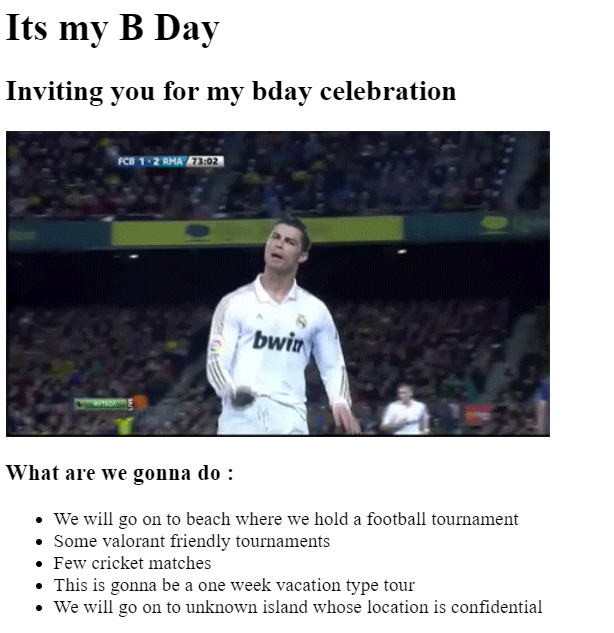 Its my B Day
Inviting you for my bday celebration
FCB 1-2 RMA 73:02
bwin
What are we gonna do :
We will go on to beach where we hold a football tournament
Some valorant friendly tournaments
Few cricket matches
This is gonna be a one week vacation type tour
We will go on to unknown island whose location is confidential